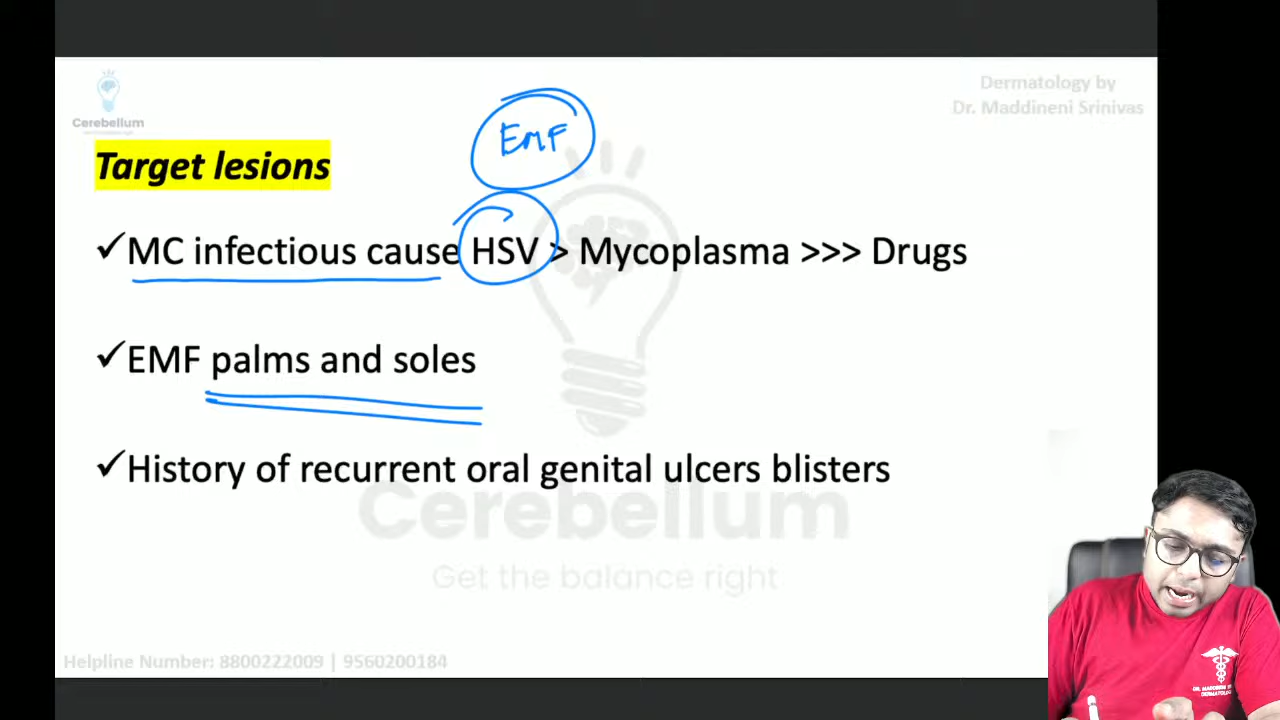 Dermatology by
Dr. Maddineni Srinivas
Cerebellum
EMF
Target lesions
✓MC infectious cause HSV > Mycoplasma >>> Drugs
✓EMF palms and soles
✓History of recurrent oral genital ulcers blisters
Cerebellum
Get the balance right
Helpline Number: 8800222009 | 9560200184